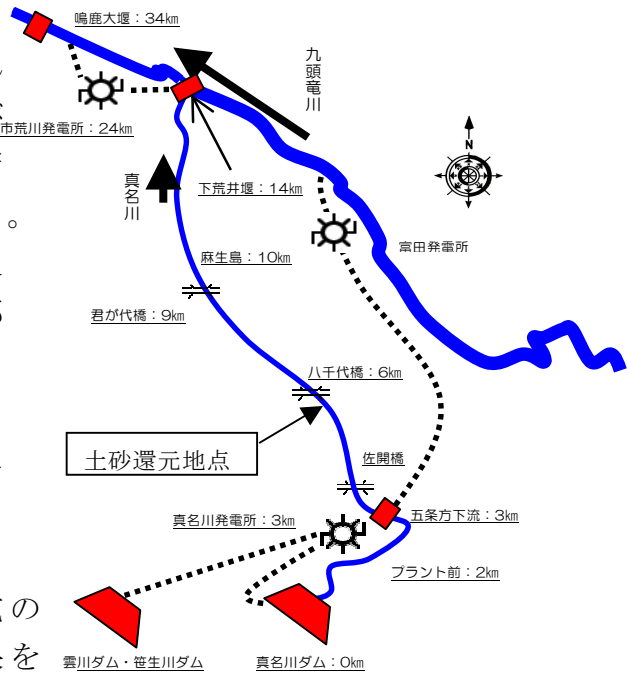 鳴鹿大堰：34km
九頭竜川
市荒川発電所：24km
真名川
下荒井堰：14km
N
富田発電所
麻生島：10km
君が代橋：9km
八千代橋：6km
土砂還元地点
佐開橋
真名川発電所：3km
五条方下流：3km
プラント前：2km
雲川ダム・笹生川ダム
真名川ダム：0km
。
の
を